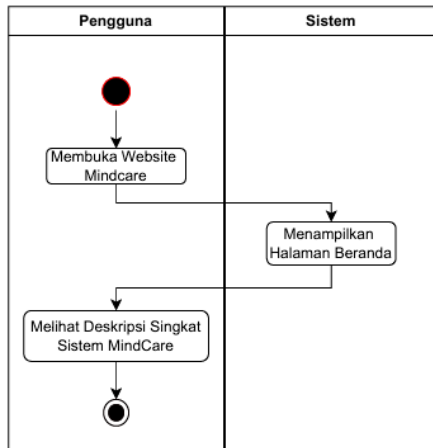 Pengguna
Sistem
Membuka Website
Mindcare
Menampilkan
Halaman Beranda
Melihat Deskripsi Singkat
Sistem MindCare